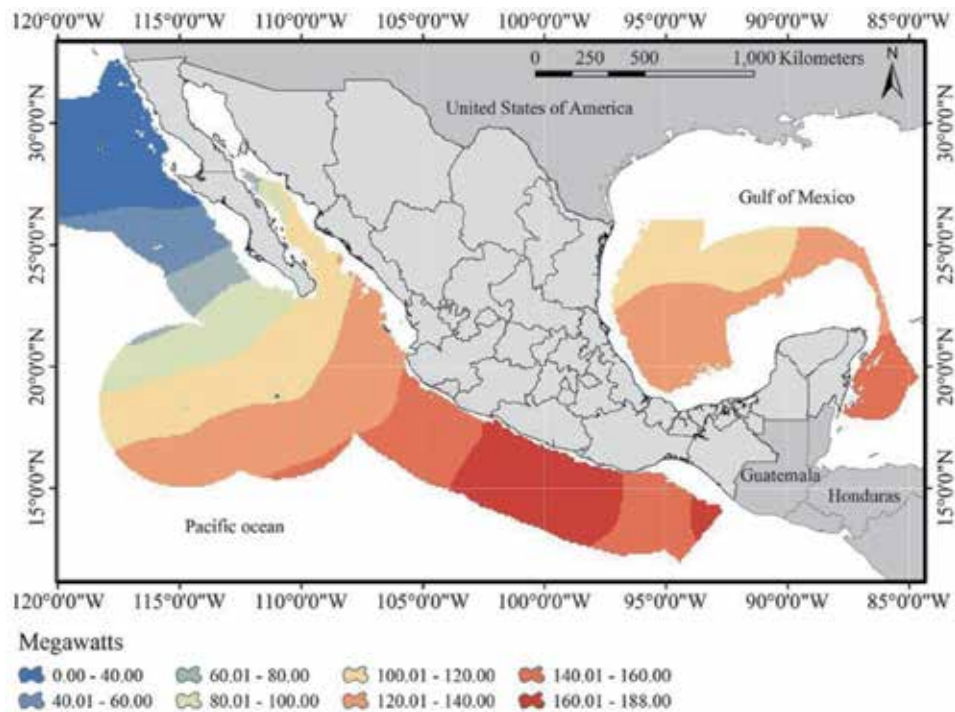 120°0'0"W 115°0'0"W 110°0'0"W 105°0'0"W 100°0'0"W 95°0'0"W 90°0'0"W 85°0'0"W
0 250 500 1,000 Kilometers
N
United States of America
Gulf of Mexico
30°0'0"N 30°0'0"N
25°0'0"N 25°0'0"N
20°0'0"N 20°0'0"N
15°0'0"N 15°0'0"N
Guatemala
Honduras
Pacific ocean
120°0'0"W 115°0'0"W 110°0'0"W 105°0'0"W 100°0'0"W 95°0'0"W 90°0'0"W 85°0'0"W
Megawatts
0.00 - 40.00 60.01 - 80.00 100.01 - 120.00 140.01 - 160.00
40.01 - 60.00 80.01 - 100.00 120.01 - 140.00 160.01 - 188.00